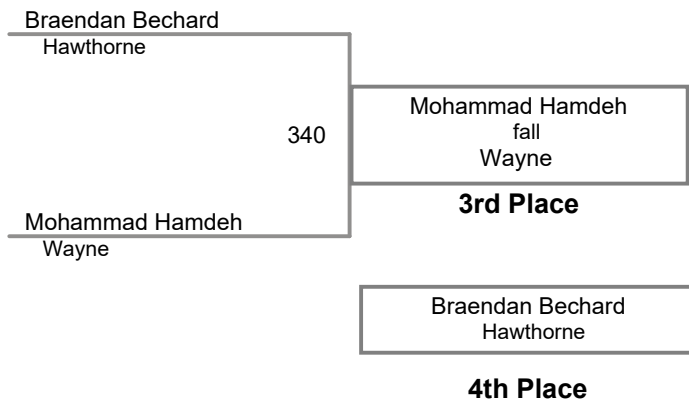 Braendan Bechard
Hawthorne
340
Mohammad Hamdeh
fall
Wayne
3rd Place
Mohammad Hamdeh
Wayne
Braendan Bechard
Hawthorne
4th Place